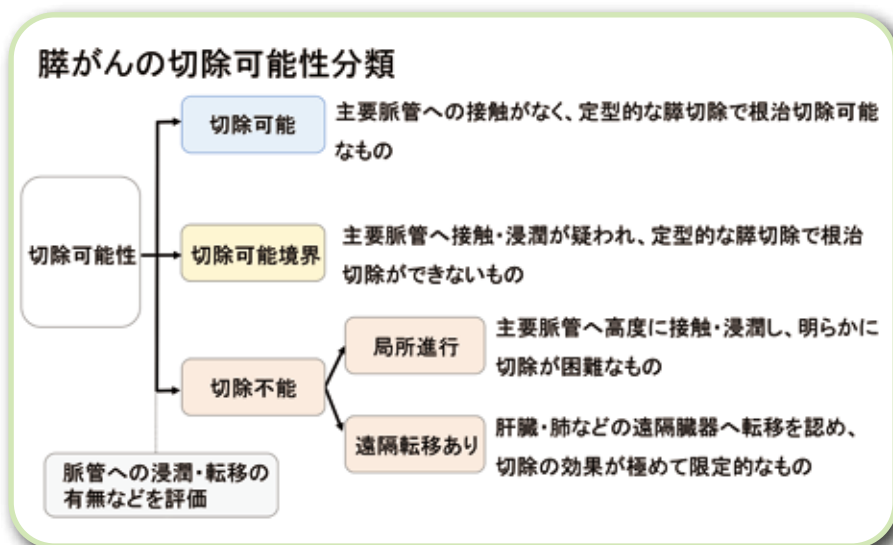 膵がんの切除可能性分類
切除可能性
切除可能
主要脈管への接触がなく、定型的な膵切除で根治切除可能
なもの
切除可能境界
主要脈管へ接触・浸潤が疑われ、定型的な膵切除で根治
切除ができないもの
切除不能
局所進行
主要脈管へ高度に接触・浸潤し、明らかに
切除が困難なもの
遠隔転移あり
肝臓・肺などの遠隔臓器へ転移を認め、
切除の効果が極めて限定的なもの
脈管への浸潤・転移の
有無などを評価